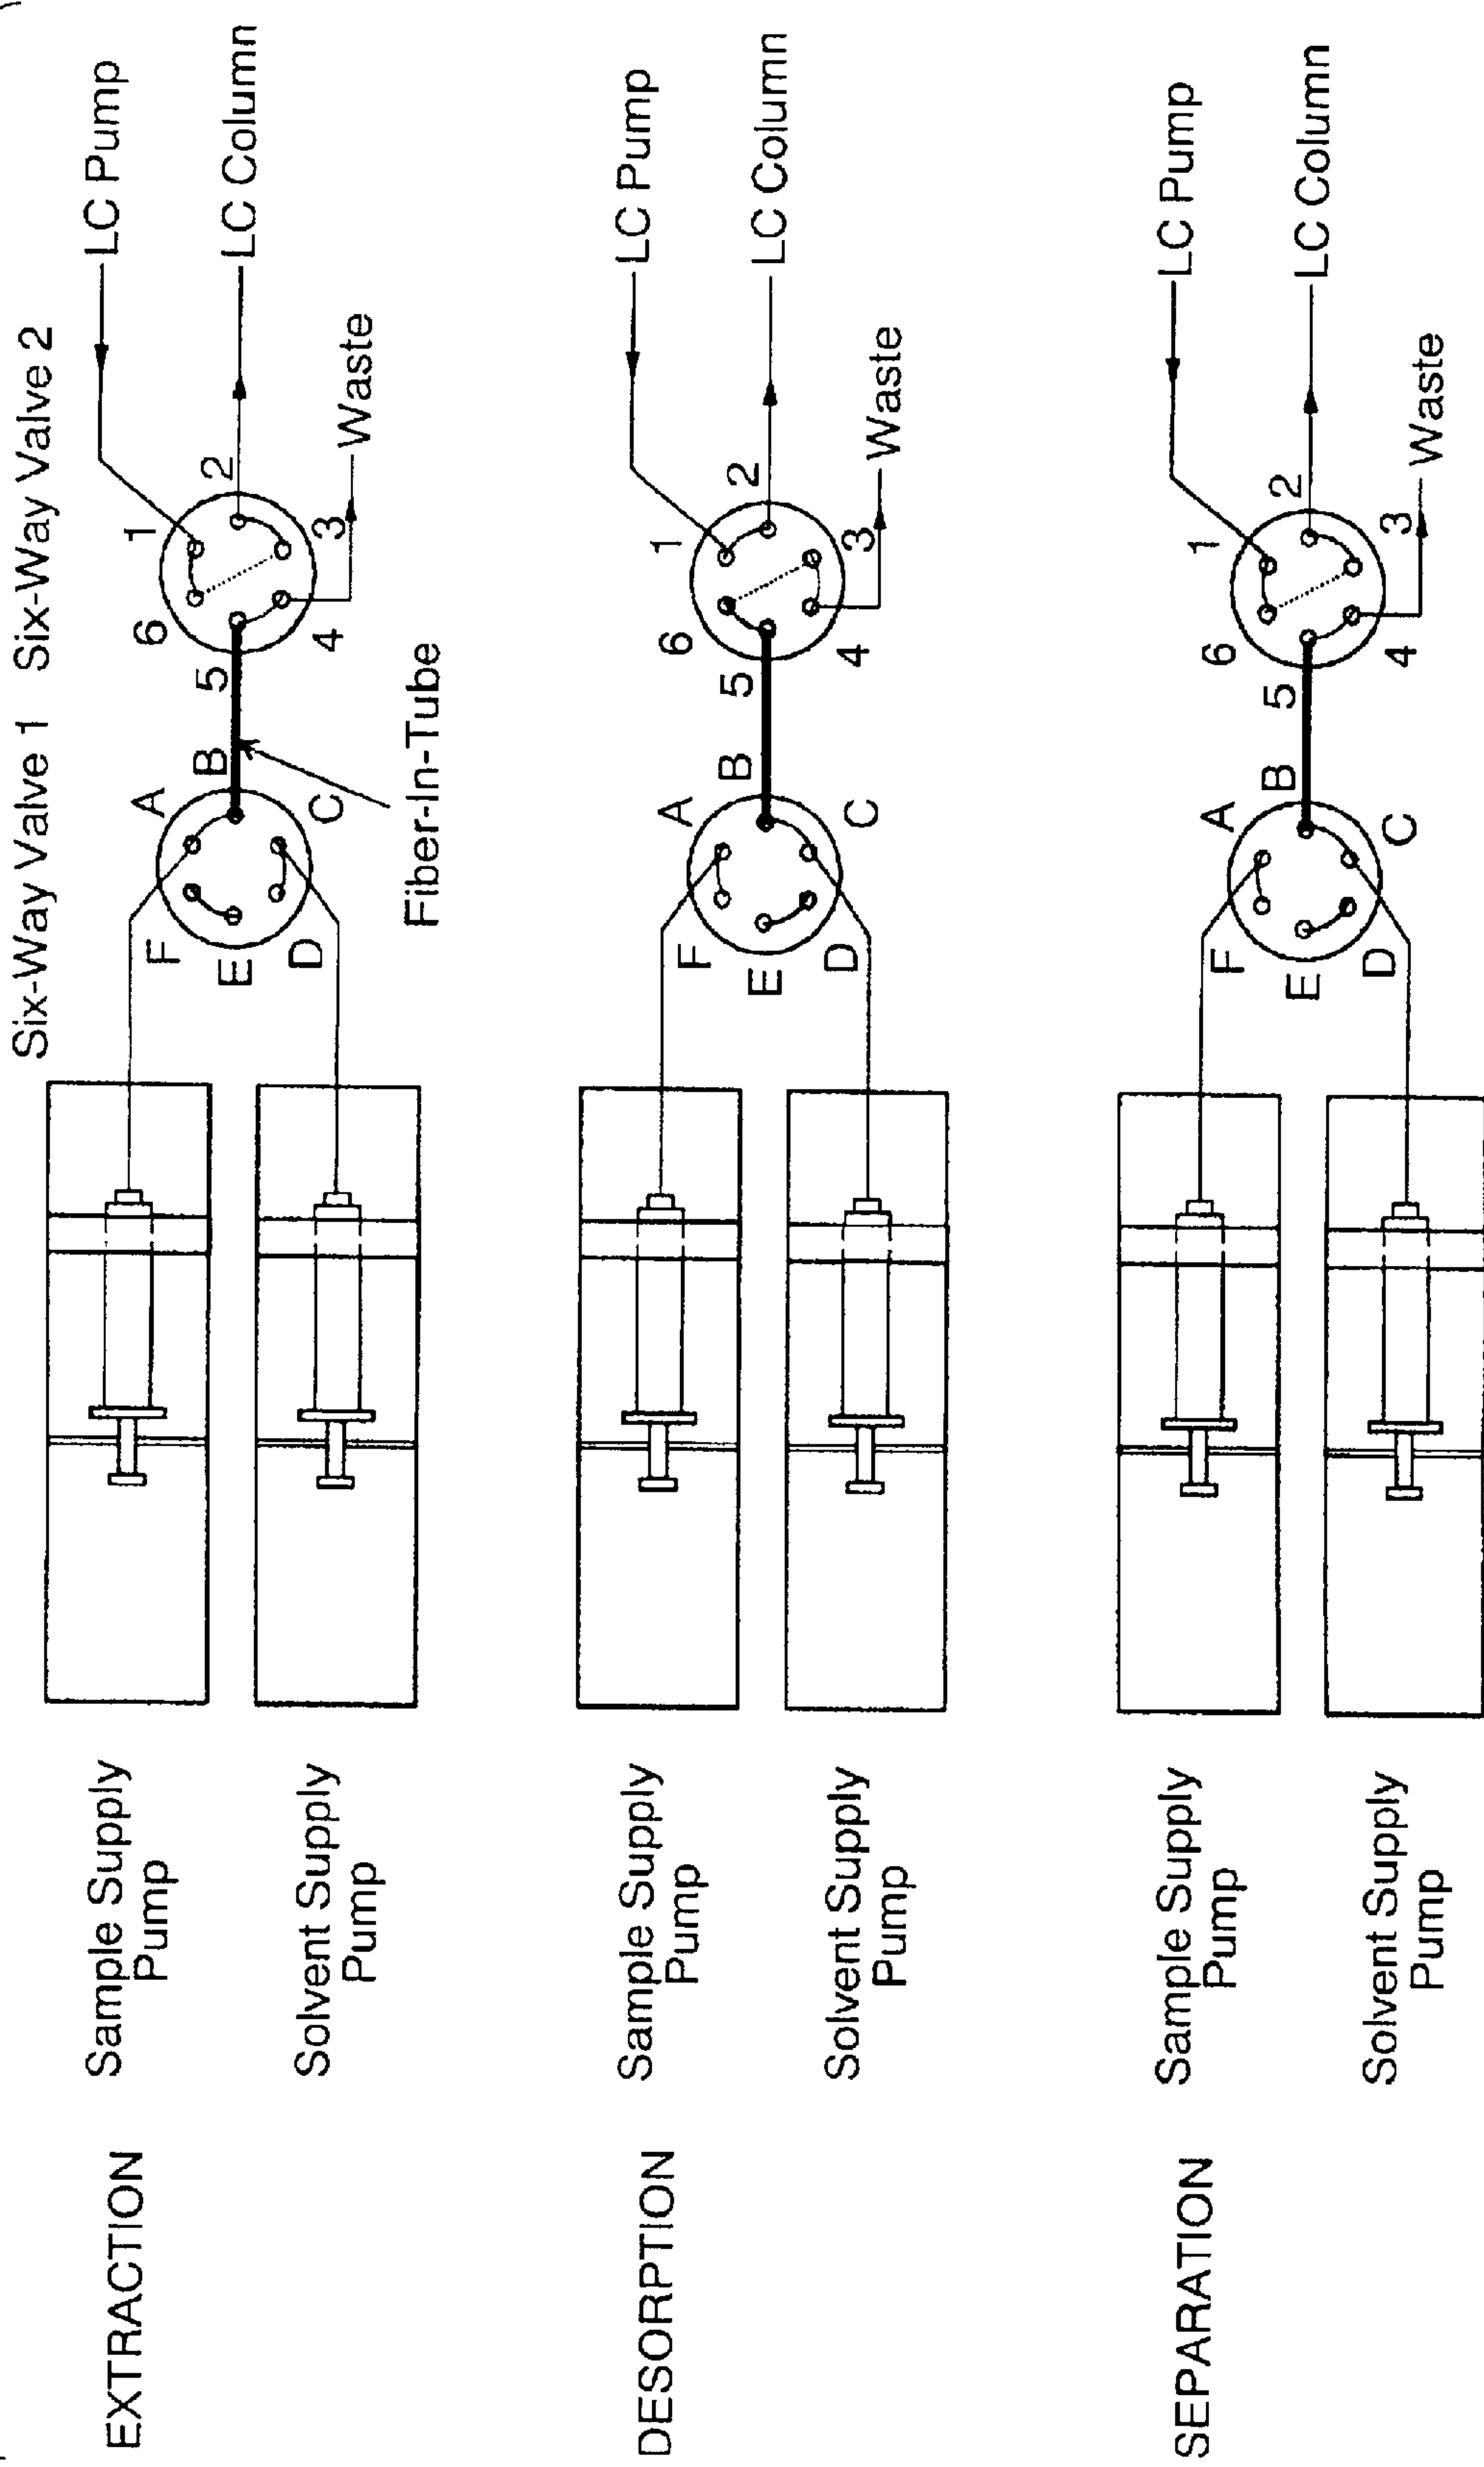 Six-Way Valve 1 Six-Way Valve 2
EXTRACTION
Sample Supply
Pump
Solvent Supply
Pump
A
B
C
D
E
F
1
2
3
4
5
6
LC Pump
LC Column
Waste
Fiber-In-Tube
DESORPTION
Sample Supply
Pump
Solvent Supply
Pump
A
B
C
D
E
F
1
2
3
4
5
6
LC Pump
LC Column
Waste
SEPARATION
Sample Supply
Pump
Solvent Supply
Pump
A
B
C
D
E
F
1
2
3
4
5
6
LC Pump
LC Column
Waste